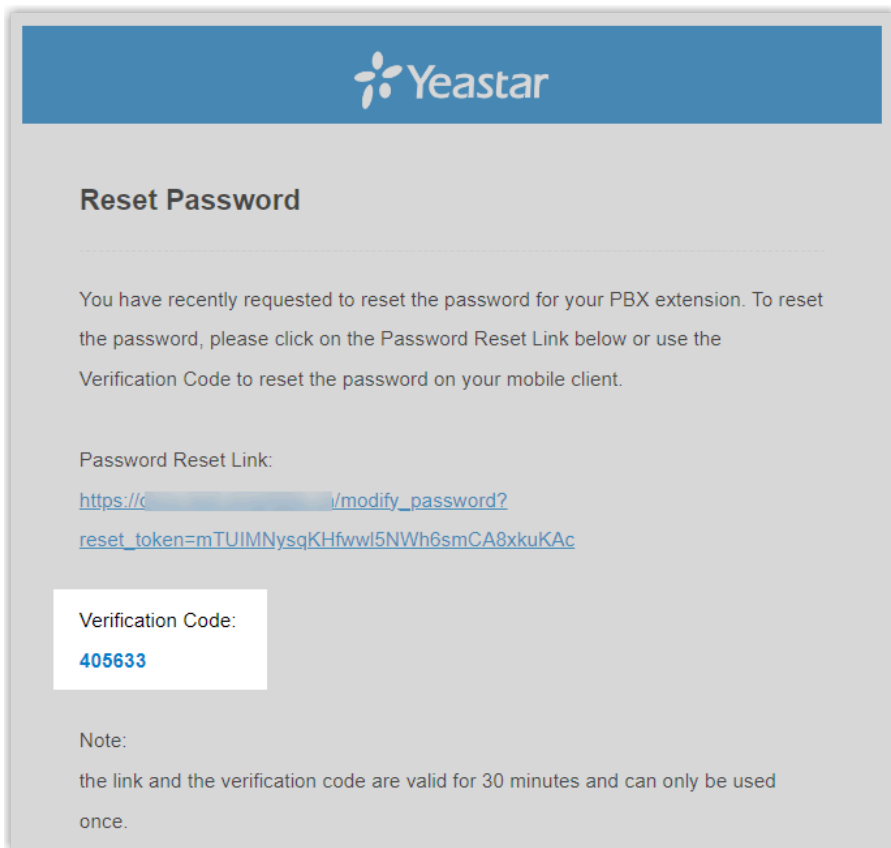 Yeastar
Reset Password
You have recently requested to reset the password for your PBX extension. To reset
the password, please click on the Password Reset Link below or use the
Verification Code to reset the password on your mobile client.
Password Reset Link:
https:// /modify_password?
reset_token=mTUIMNysqKHfwwl5NWh6smCA8xkuKAc
Verification Code:
405633
Note:
the link and the verification code are valid for 30 minutes and can only be used
once.